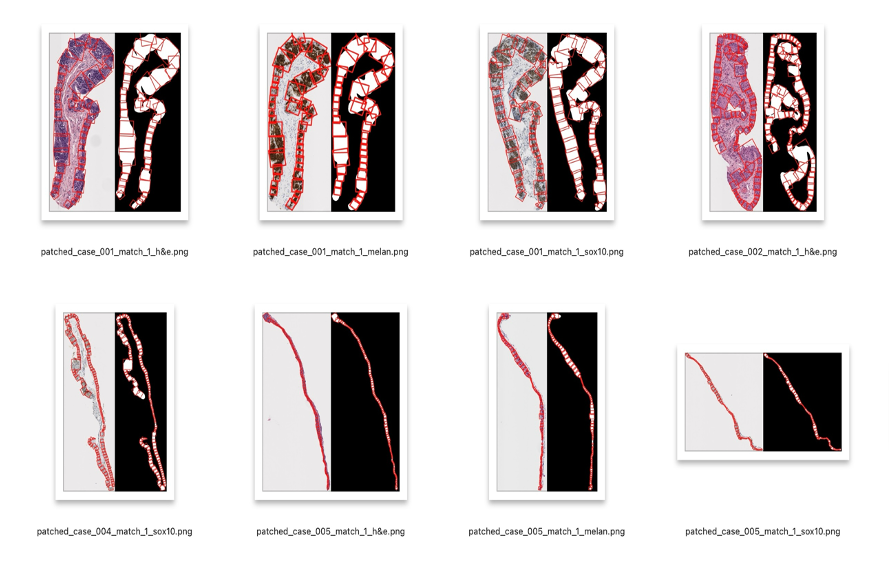 patched_case_001_match_1_h&e.png
patched_case_001_match_1_melan.png
patched_case_001_match_1_sox10.png
patched_case_002_match_1_h&e.png
patched_case_004_match_1_sox10.png
patched_case_005_match_1_h&e.png
patched_case_005_match_1_melan.png
patched_case_005_match_1_sox10.png